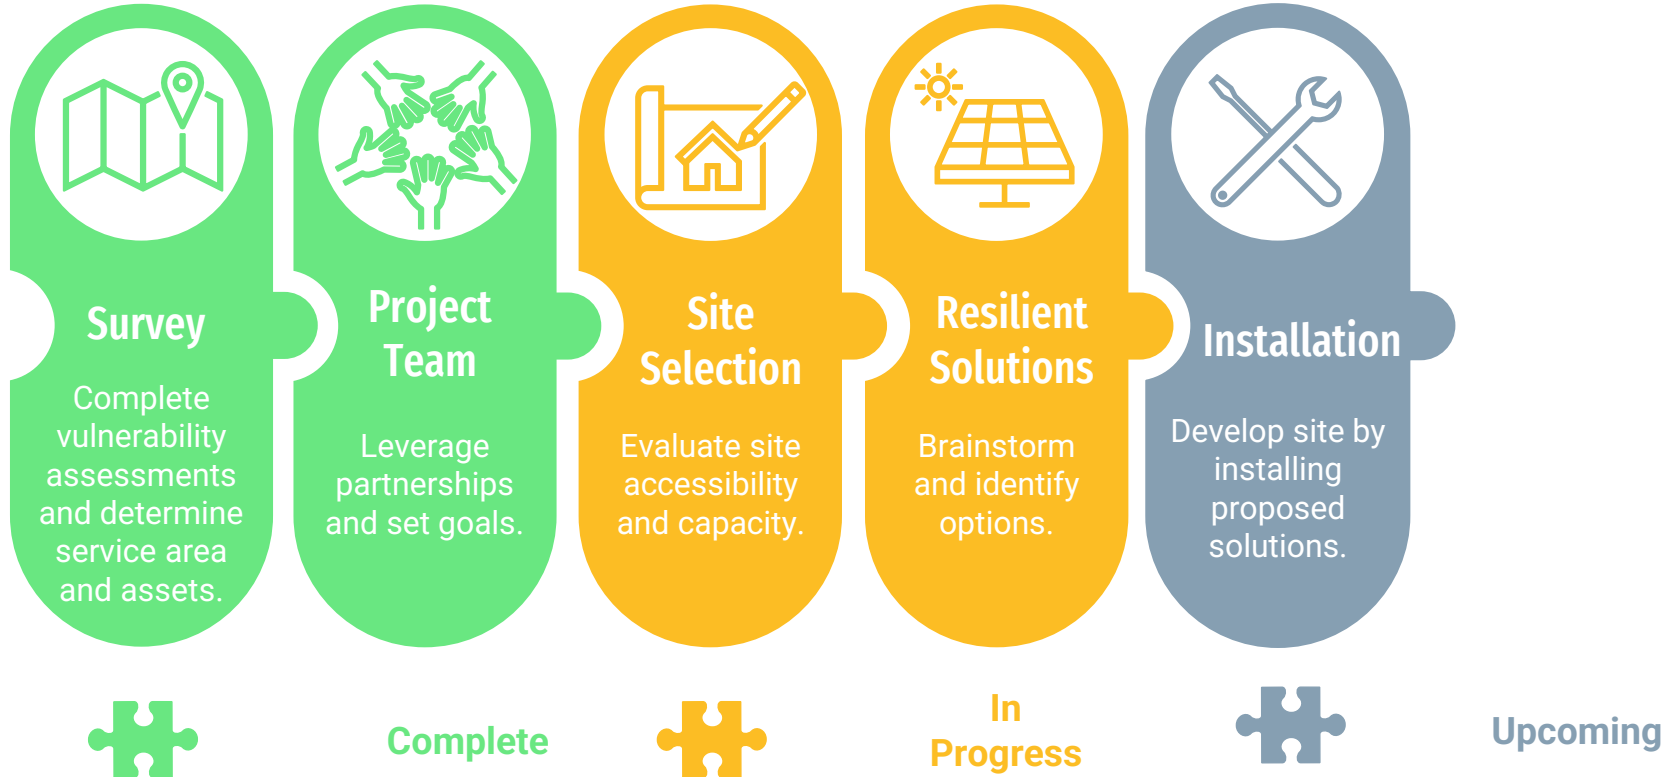 Survey
Complete
vulnerability
assessments
and determine
service area
and assets.
Project
Team
Leverage
partnerships
and set goals.
Site
Selection
Evaluate site
accessibility
and capacity.
Resilient
Solutions
Brainstorm
and identify
options.
Installation
Develop site by
installing
proposed
solutions.
Complete
In
Progress
Upcoming